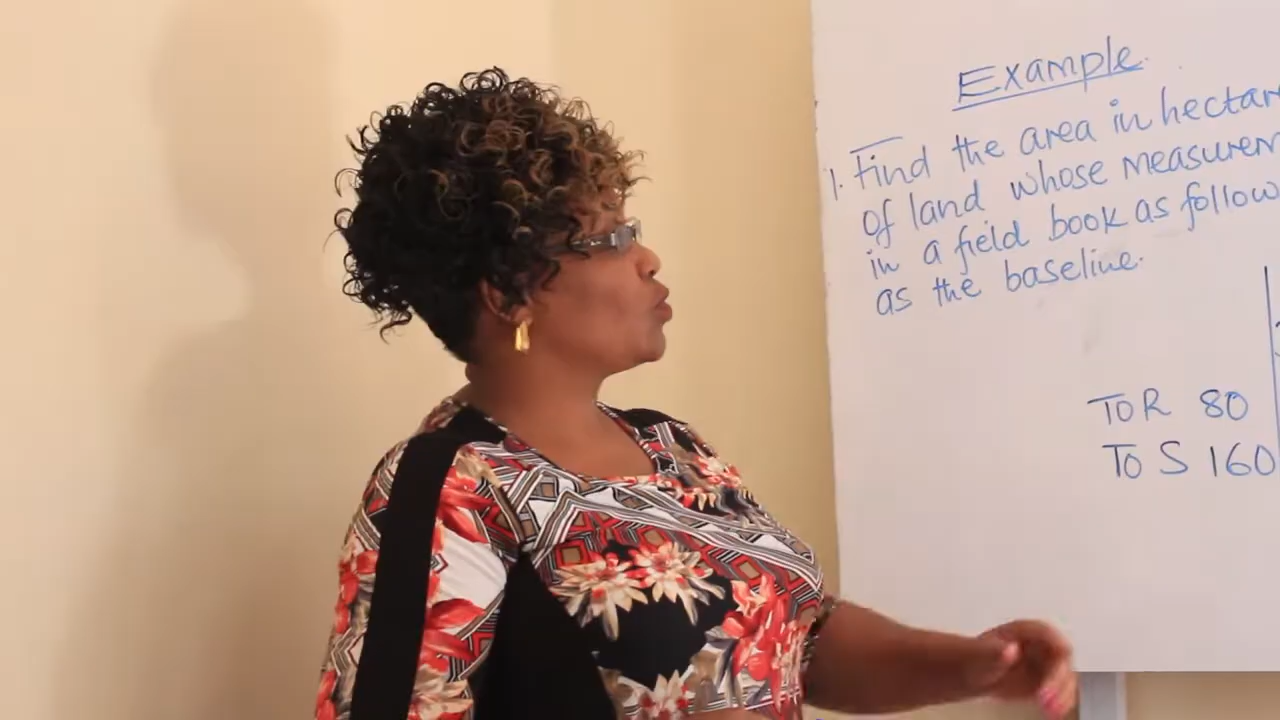 Example.
1. Find the area in hectar
of land whose measurem
in a field book as follow
as the baseline.
TO R 80
TO S 160